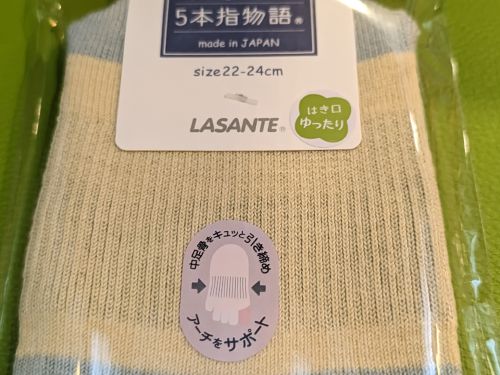 5本指物語®
made in JAPAN
size22-24cm
LASANTE®
はき口
ゆったり
中足骨をキュッと引き締め
アーチをサポート